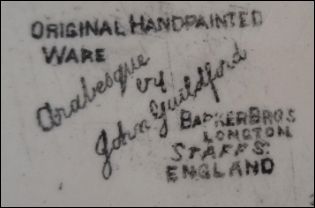 ORIGINAL HANDPAINTED
WARE
Arabesque
by
John Guildford
BARKER BROS
LONGTON
STAFFS.
ENGLAND